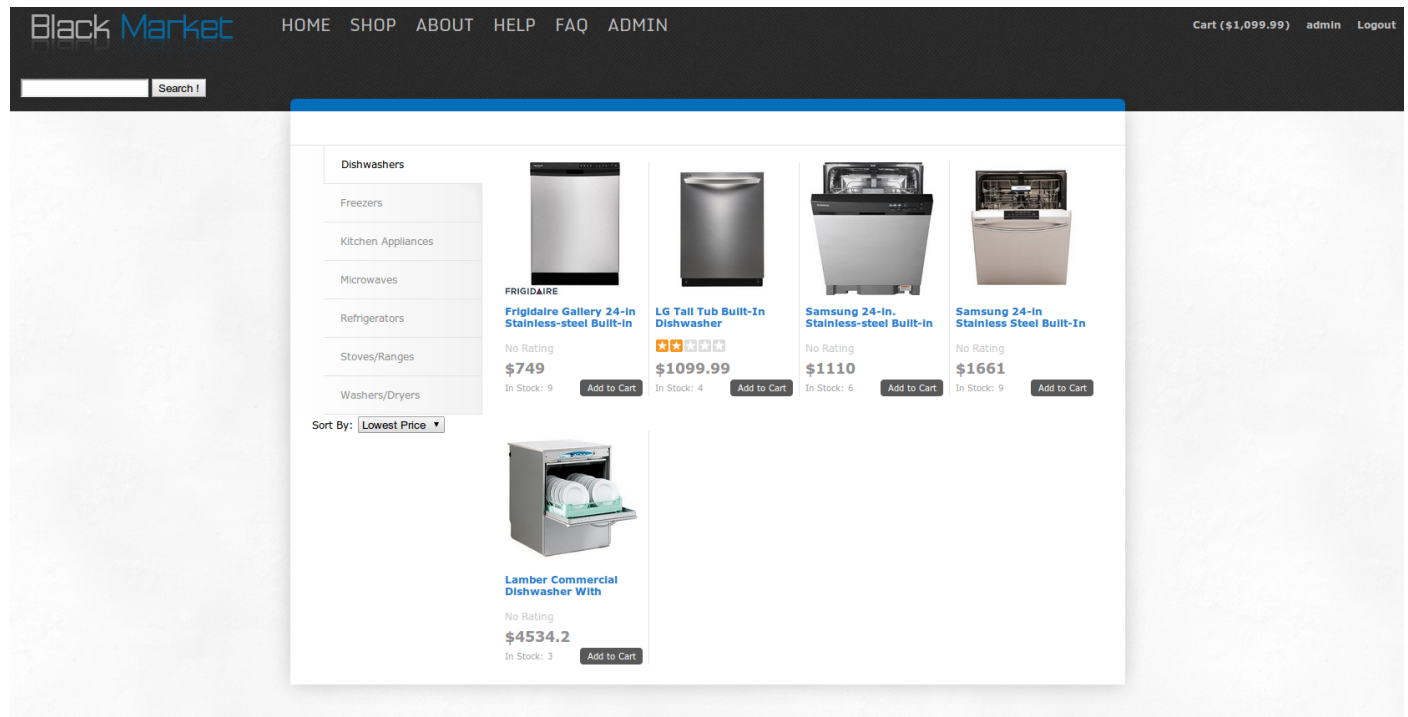 Black Market
HOME SHOP ABOUT HELP FAQ ADMIN
Cart ($1,099.99) admin Logout
Search !
Dishwashers
Freezers
Kitchen Appliances
Microwaves
Refrigerators
Stoves/Ranges
Washers/Dryers
Sort By: Lowest Price
FRIGIDAIRE
Frigidaire Gallery 24-in
Stainless-steel Built-in
No Rating
$749
In Stock: 9 Add to Cart
LG Tall Tub Built-In
Dishwasher
$1099.99
In Stock: 4 Add to Cart
Samsung 24-in.
Stainless-steel Built-in
No Rating
$1110
In Stock: 6 Add to Cart
Samsung 24-in
Stainless Steel Built-In
No Rating
$1661
In Stock: 9 Add to Cart
Lamber Commercial
Dishwasher With
No Rating
$4534.2
In Stock: 3 Add to Cart